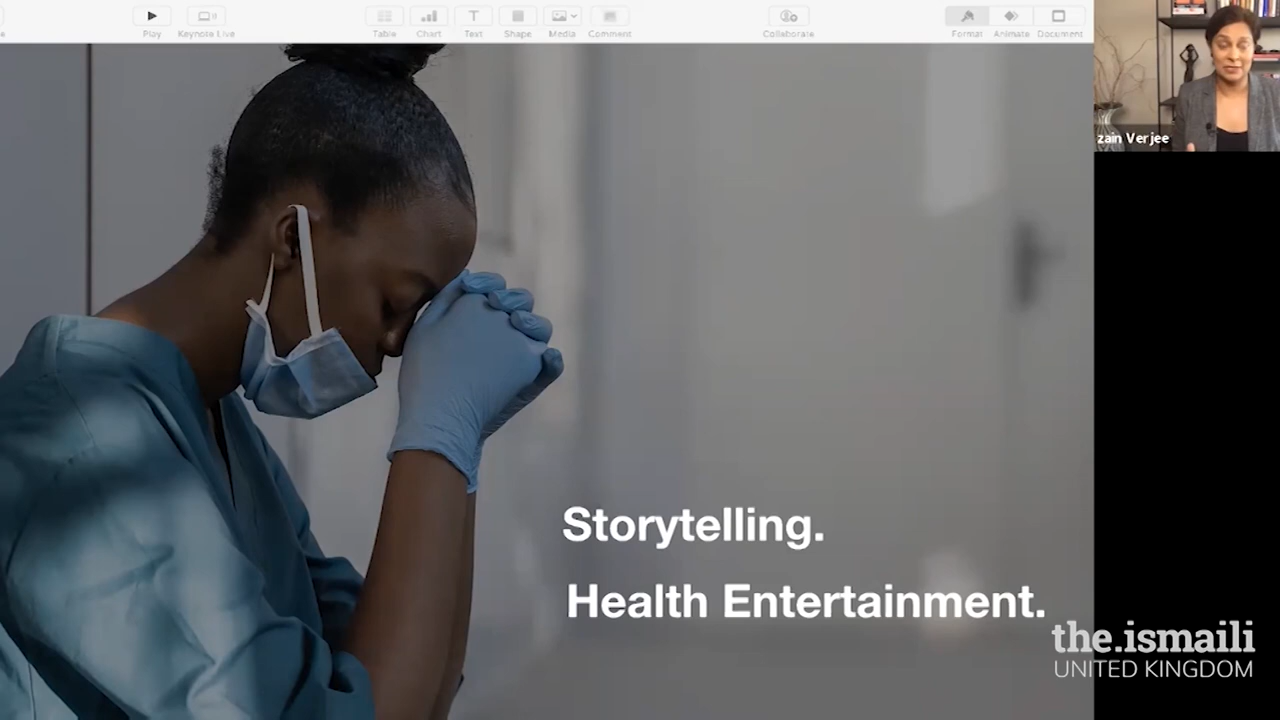 e
Play
Keynote Live
Table
Chart
Text
Shape
Media
Comment
Collaborate
Format
Animate
Document
zain Verjee
Storytelling.
Health Entertainment.
the.ismaili
UNITED KINGDOM